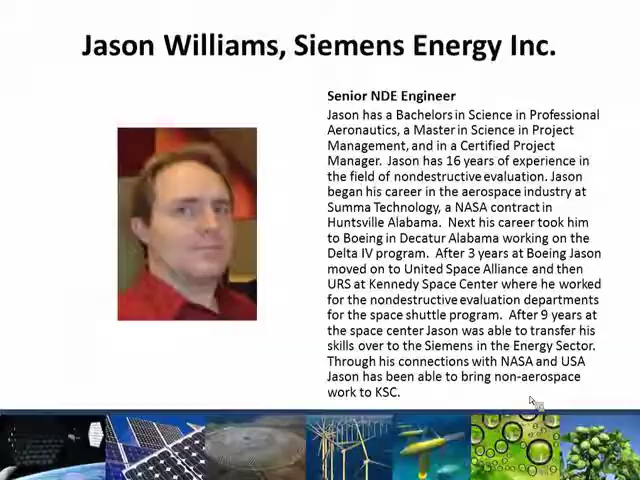 Jason Williams, Siemens Energy Inc.
Senior NDE Engineer
Jason has a Bachelors in Science in Professional
Aeronautics, a Master in Science in Project
Management, and in a Certified Project
Manager. Jason has 16 years of experience in
the field of nondestructive evaluation. Jason
began his career in the aerospace industry at
Summa Technology, a NASA contract in
Huntsville Alabama. Next his career took him
to Boeing in Decatur Alabama working on the
Delta IV program. After 3 years at Boeing Jason
moved on to United Space Alliance and then
URS at Kennedy Space Center where he worked
for the nondestructive evaluation departments
for the space shuttle program. After 9 years at
the space center Jason was able to transfer his
skills over to the Siemens in the Energy Sector.
Through his connections with NASA and USA
Jason has been able to bring non-aerospace
work to KSC.